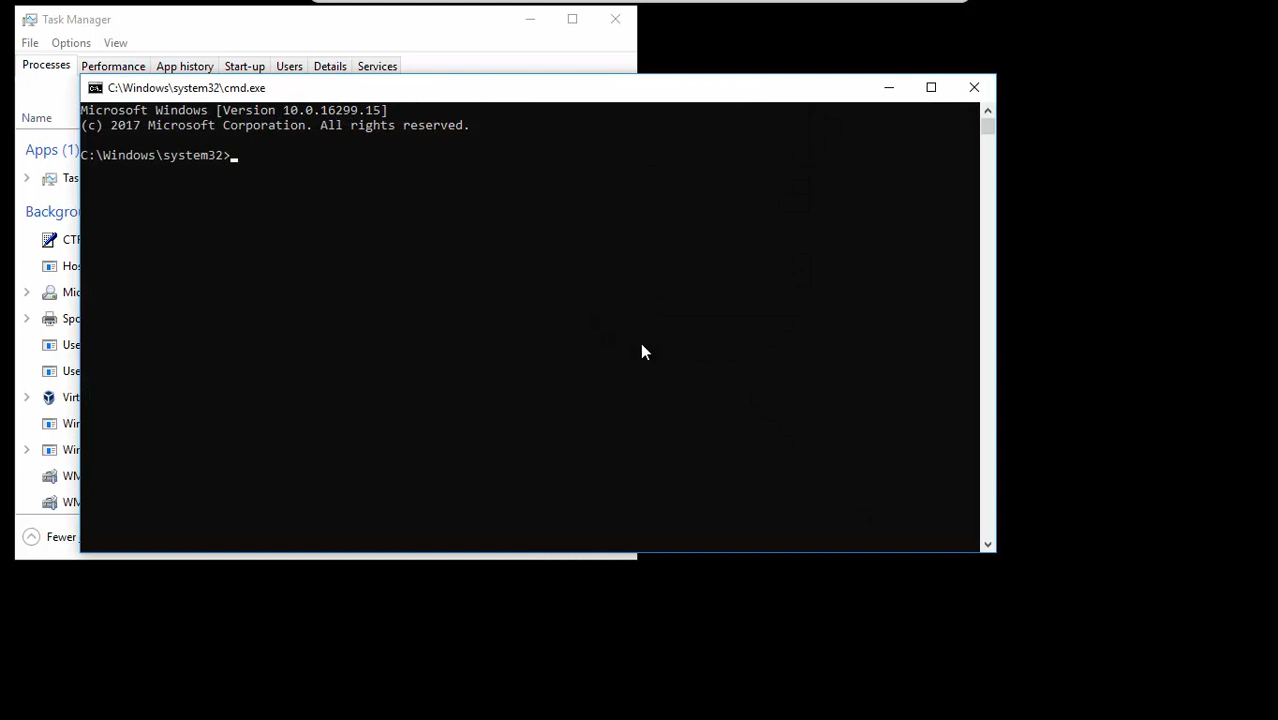 Task Manager
File Options View
Processes Performance App history Start-up Users Details Services
C:\Windows\system32\cmd.exe
Microsoft Windows [Version 10.0.16299.15]
(c) 2017 Microsoft Corporation. All rights reserved.
C:\Windows\system32>
Name
Apps (1)
Tas
Backgrou
CTF
Hos
Mic
Spo
Use
Use
Virt
Win
Win
WM
WM
Fewer